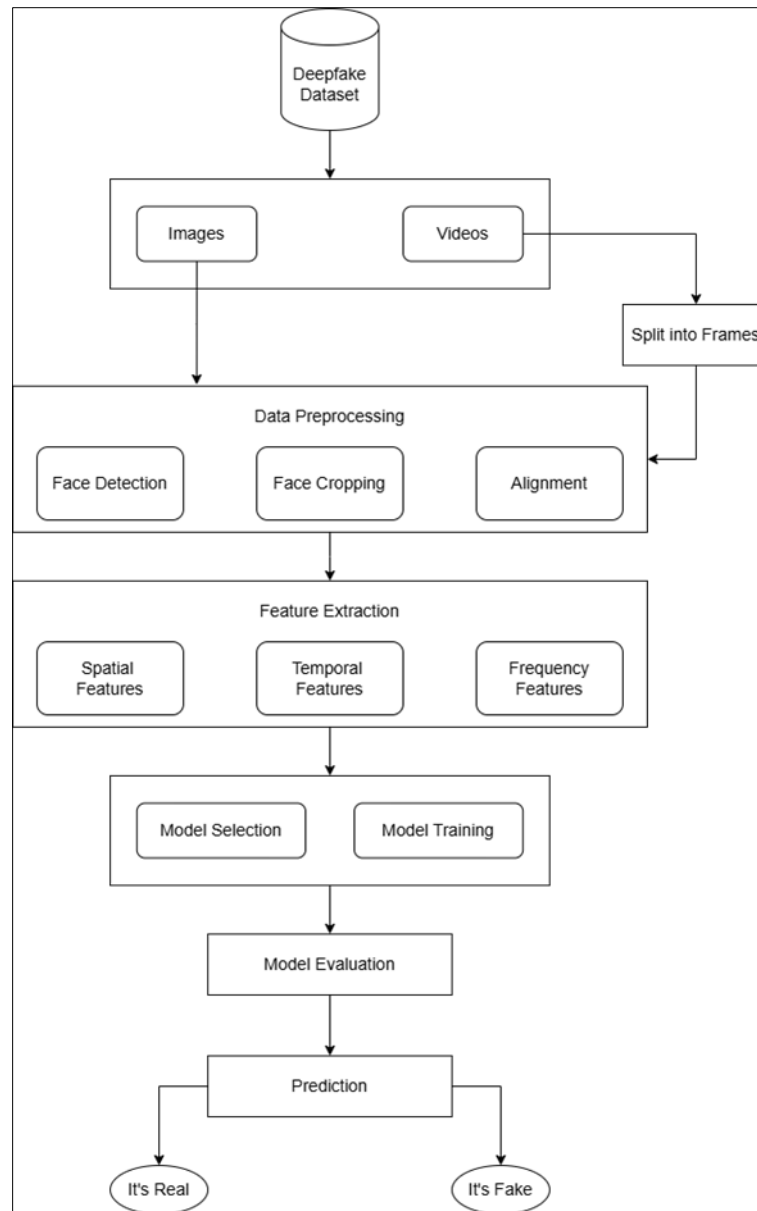 Deepfake
Dataset
Images
Videos
Split into Frames
Data Preprocessing
Face Detection
Face Cropping
Alignment
Feature Extraction
Spatial
Features
Temporal
Features
Frequency
Features
Model Selection
Model Training
Model Evaluation
Prediction
It's Real
It's Fake